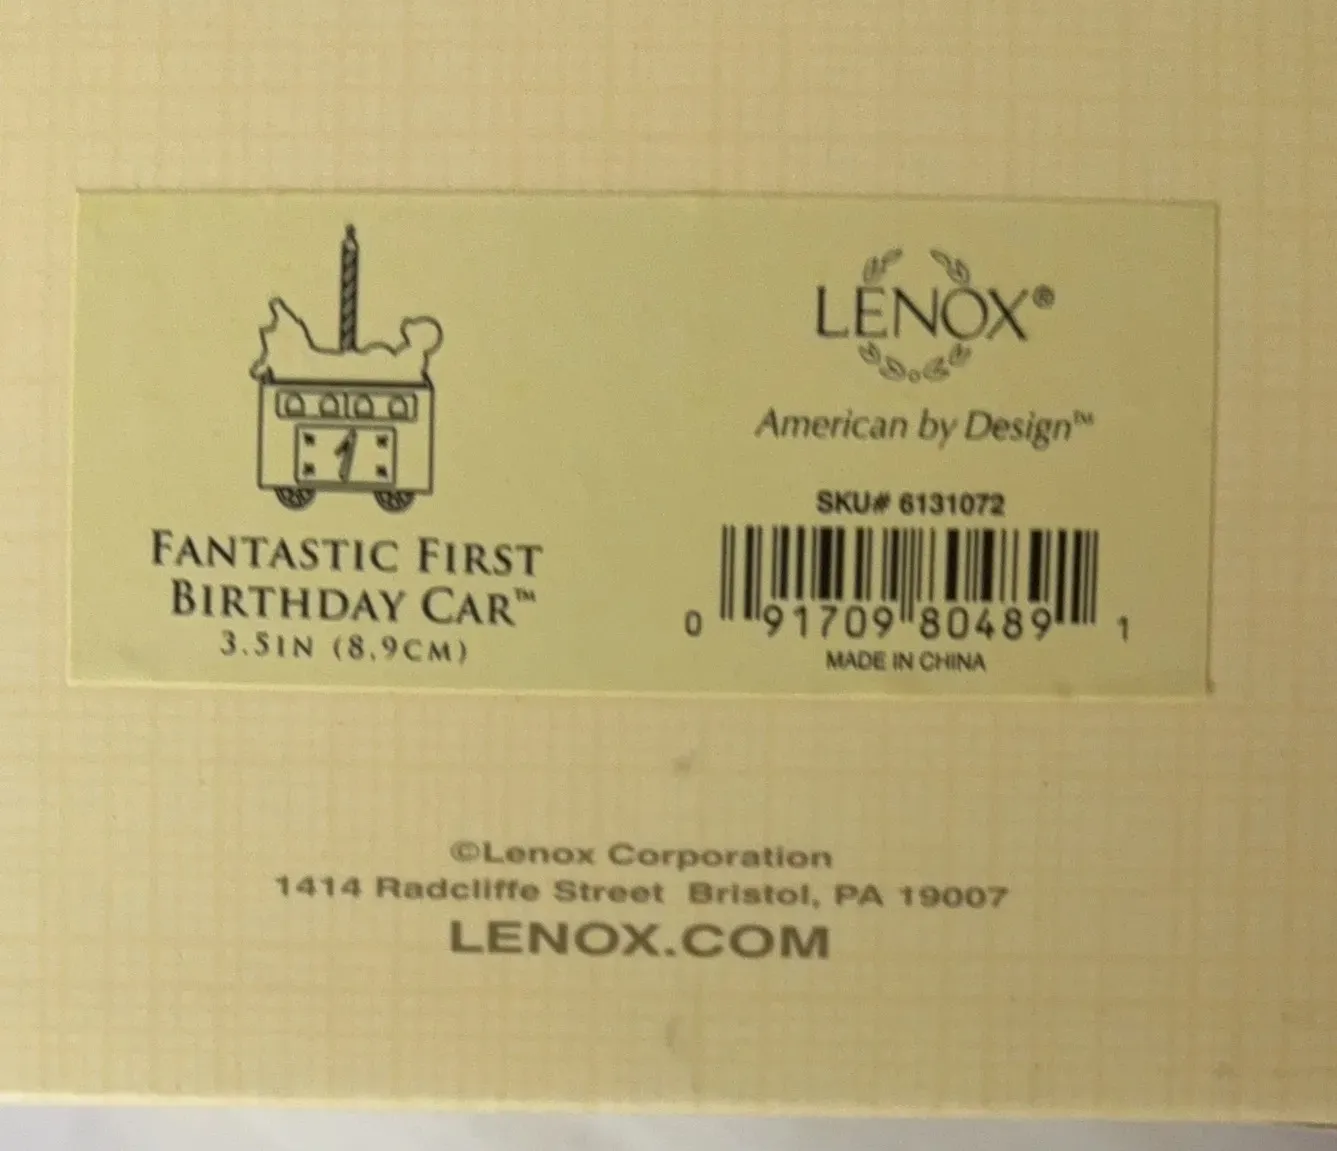 1
FANTASTIC FIRST
BIRTHDAY CAR™
3.5IN (8.9CM)
LENOX®
American by Design™
SKU# 6131072
0 91709 80489 1
MADE IN CHINA
©Lenox Corporation
1414 Radcliffe Street Bristol, PA 19007
LENOX.COM